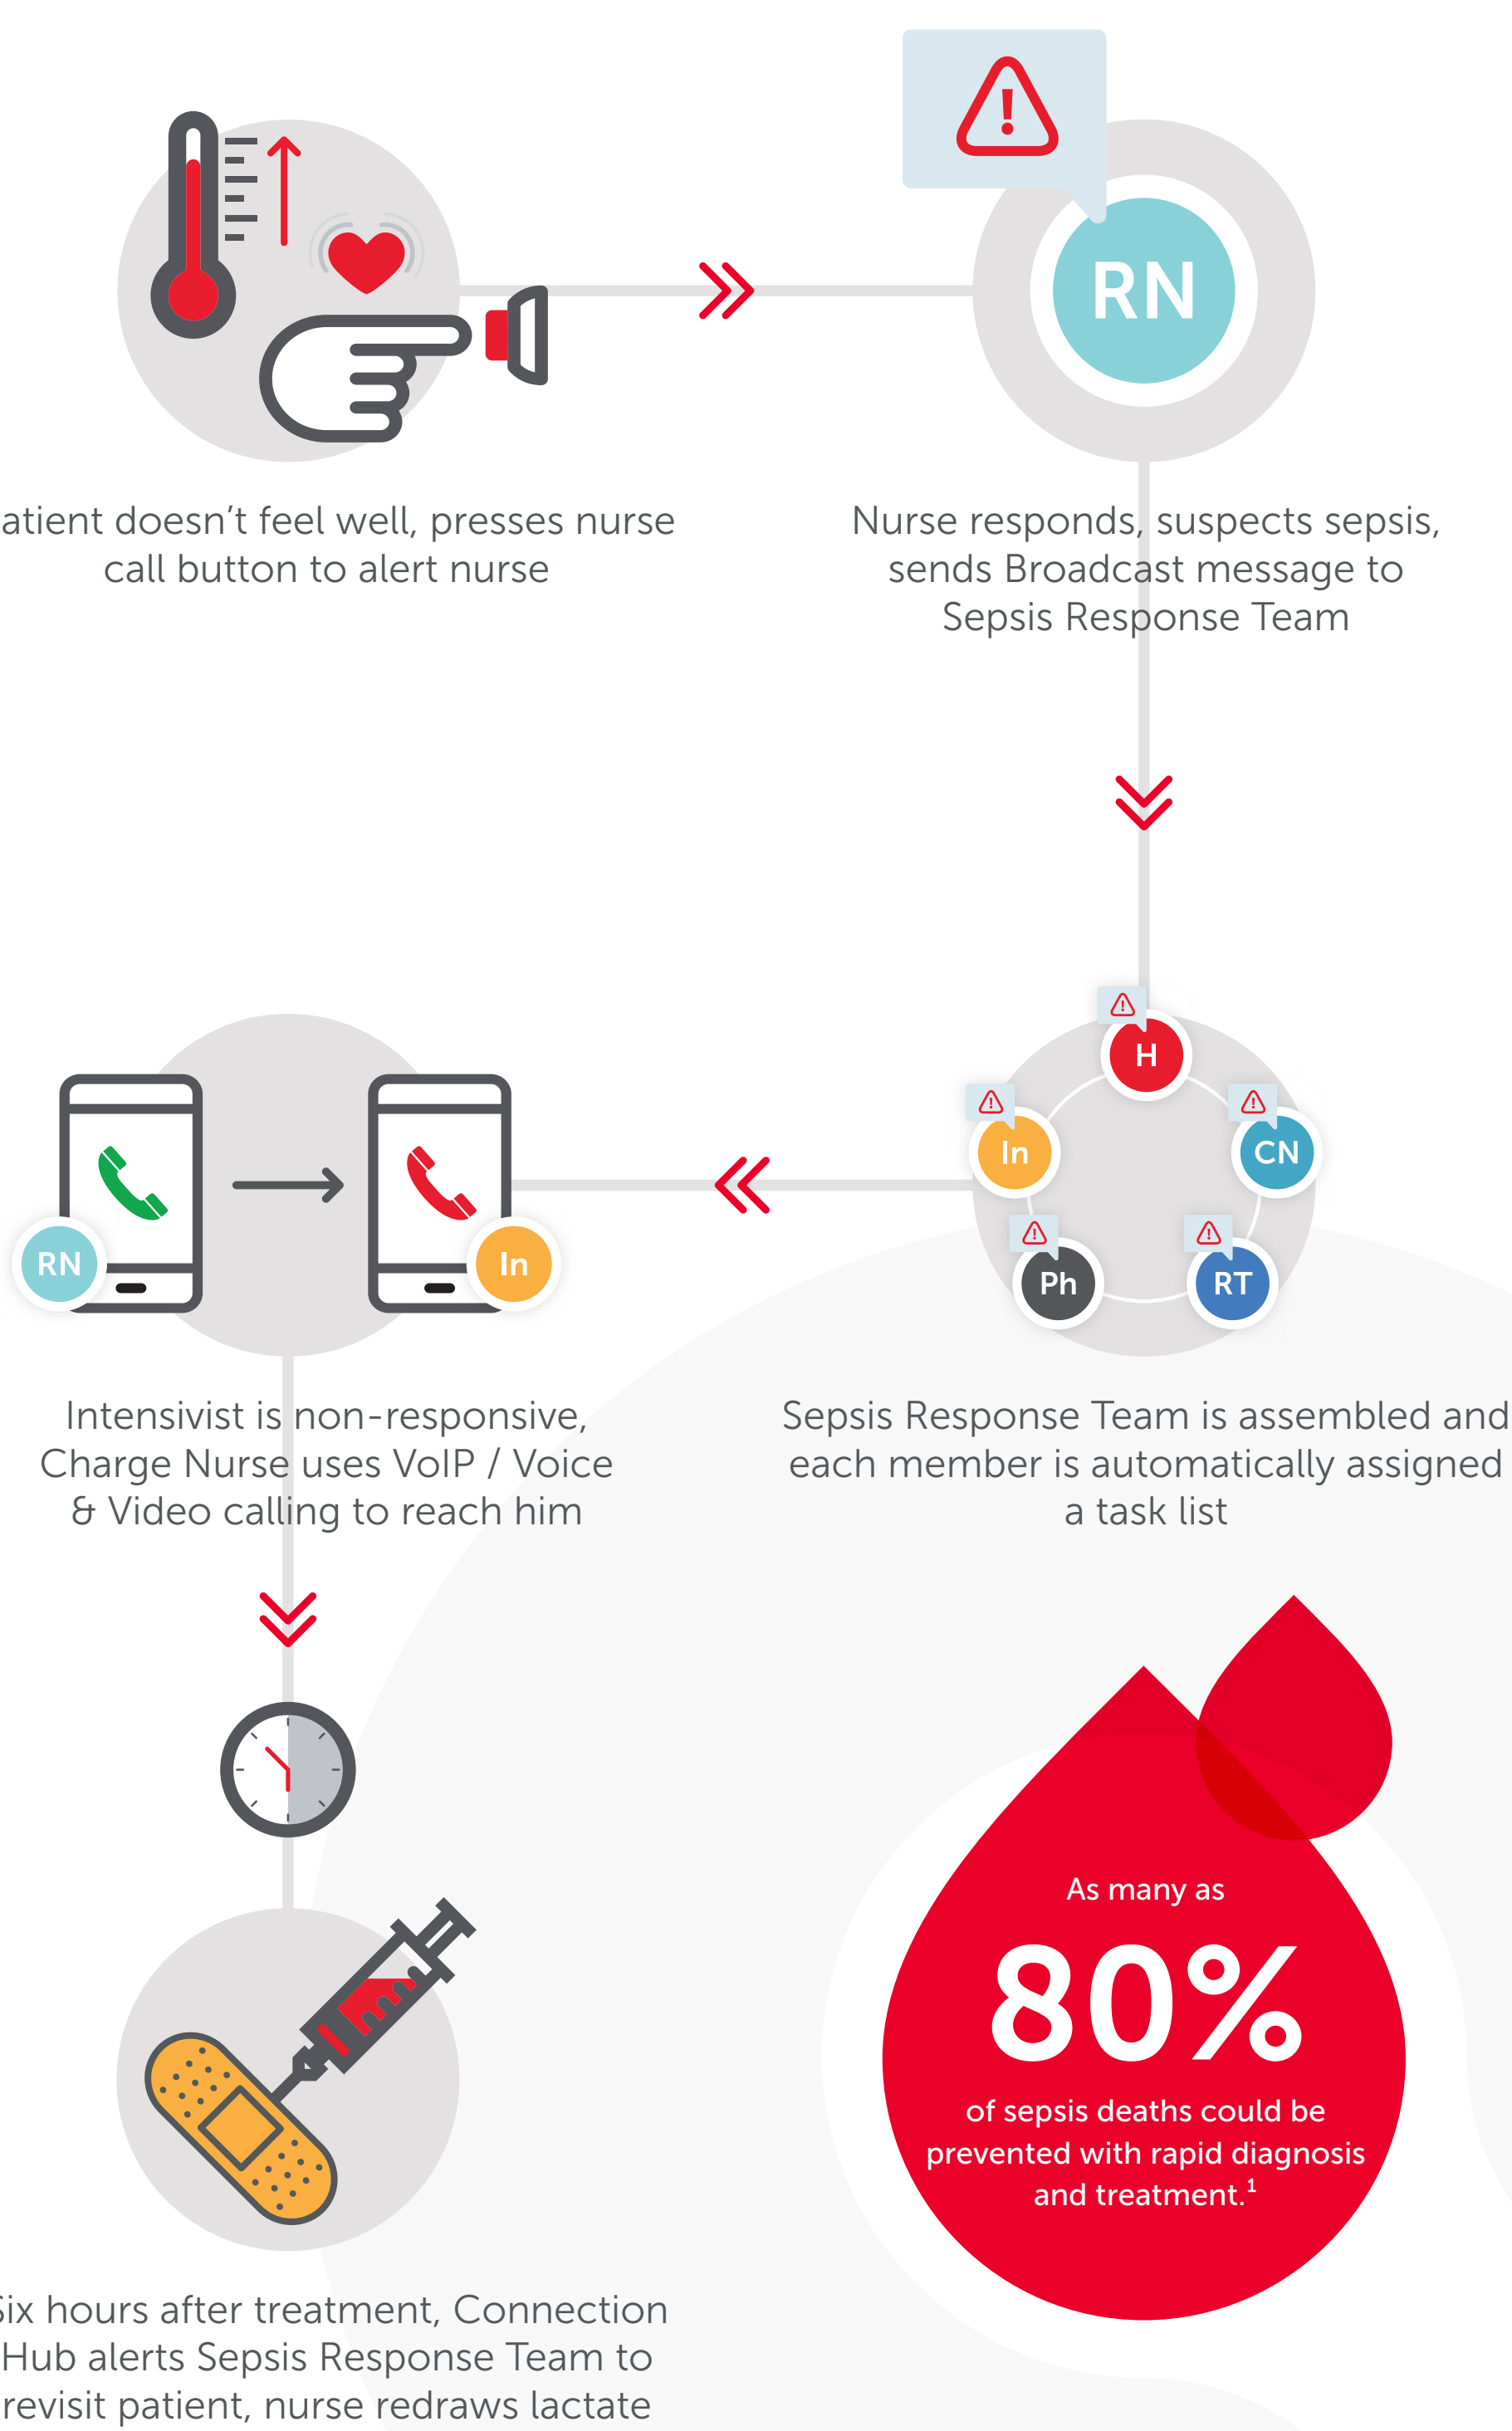 RN
atient doesn't feel well, presses nurse
call button to alert nurse
Nurse responds, suspects sepsis,
sends Broadcast message to
Sepsis Response Team
H
In
CN
Ph
RT
RN
In
Intensivist is non-responsive,
Charge Nurse uses VoIP / Voice
& Video calling to reach him
Sepsis Response Team is assembled and
each member is automatically assigned
a task list
As many as
80%
of sepsis deaths could be
prevented with rapid diagnosis
and treatment.¹
Six hours after treatment, Connection
Hub alerts Sepsis Response Team to
revisit patient, nurse redraws lactate